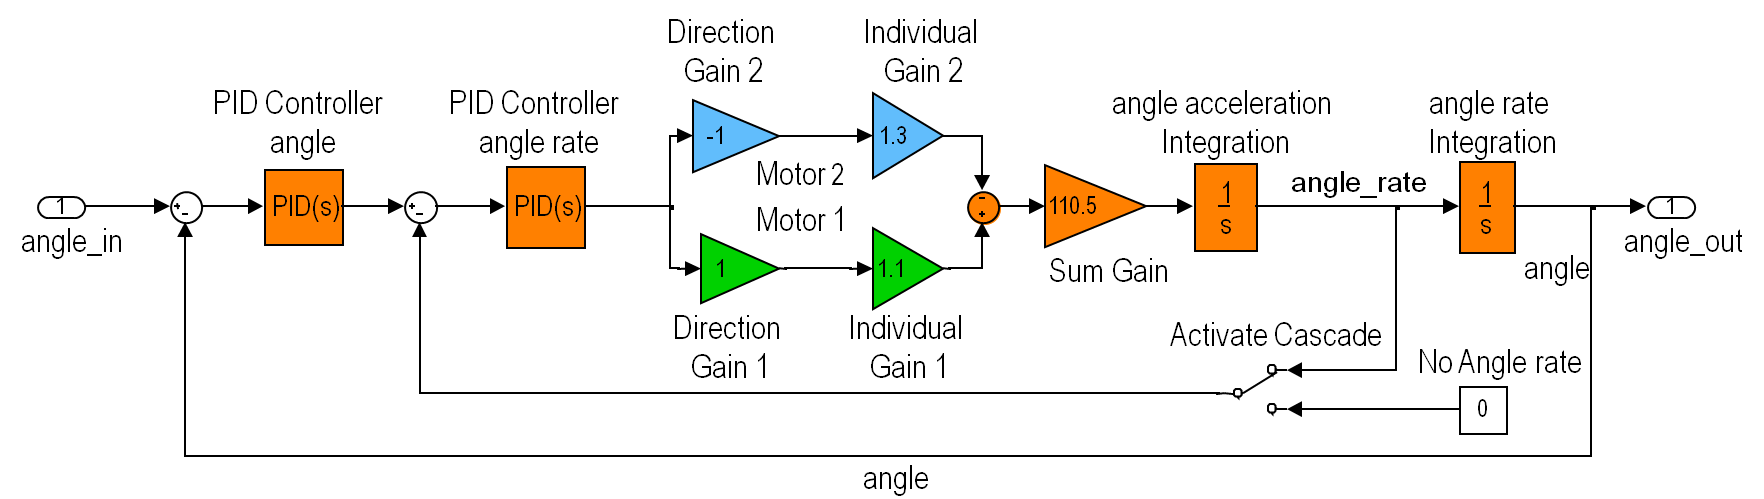 Direction
Gain 2
Individual
Gain 2
PID Controller
angle
PID Controller
angle rate
angle acceleration
Integration
angle rate
Integration
-1
1.3
Motor 2
Motor 1
1
angle_in
+
-
PID(s)
+
-
PID(s)
-
+
110.5
Sum Gain
1
s
angle_rate
1
s
angle
1
angle_out
1
1.1
Direction
Gain 1
Individual
Gain 1
Activate Cascade
No Angle rate
0
angle